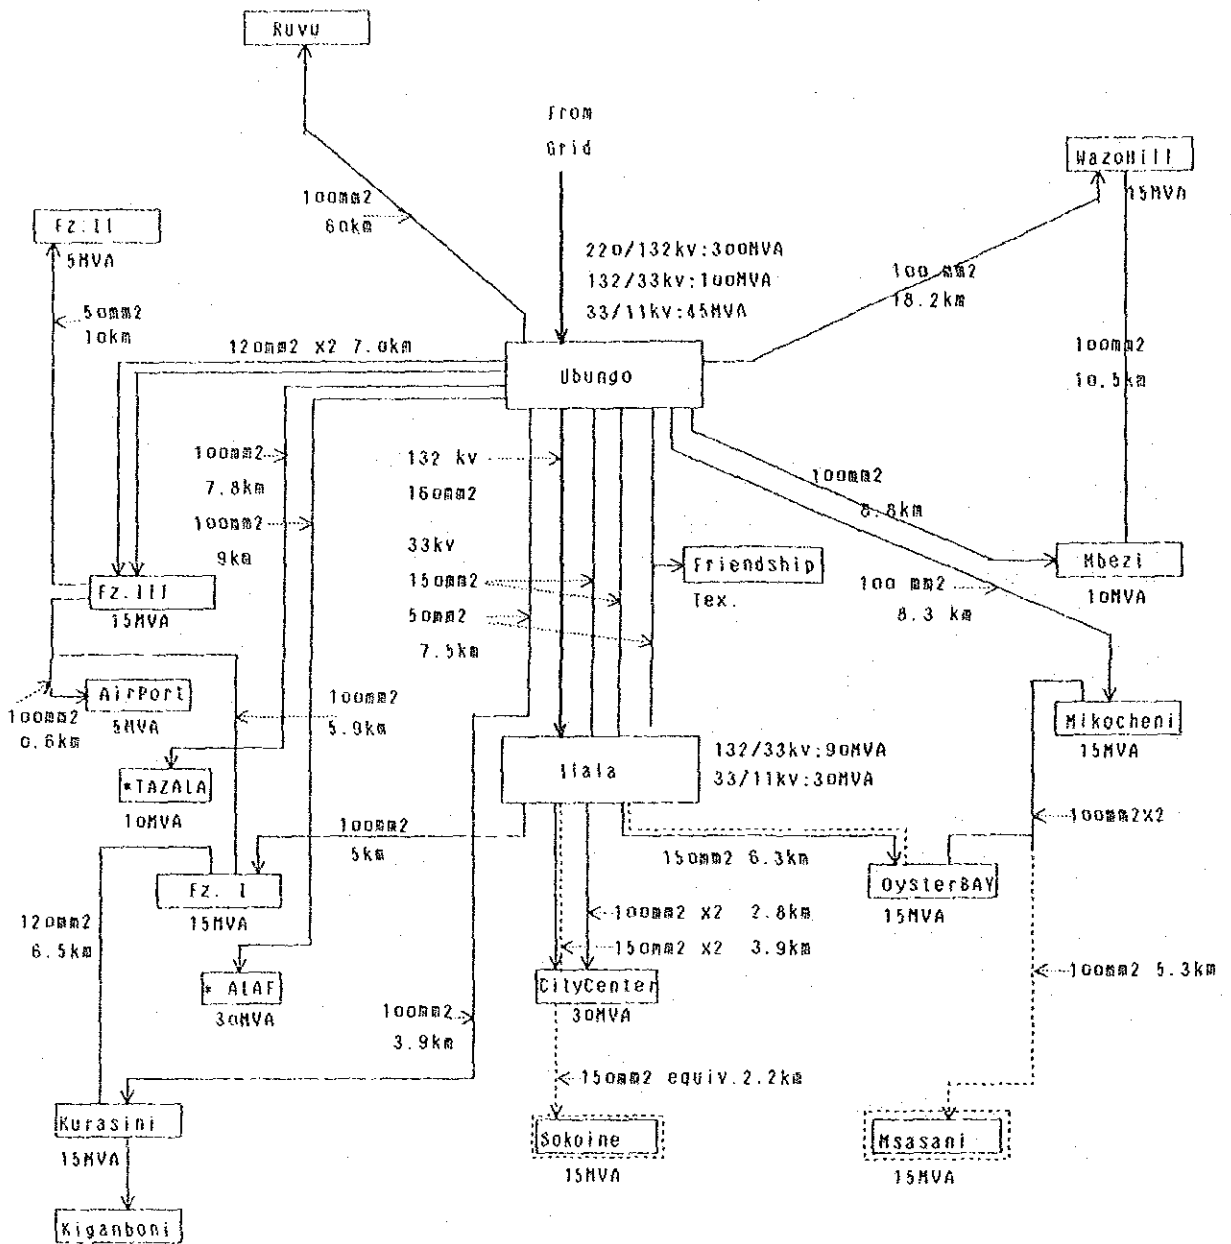 Ruvu
From
Grid
WazoHill
15MVA
100mm2
60km
Fz.II
5MVA
220/132kv:300MVA
132/33kv:100MVA
33/11kv:45MVA
100 mm2
18.2km
50mm2
10km
120mm2 x2 7.0km
100mm2
10.5km
Ubungo
100mm2
7.8km
100mm2
9km
132 kv
160mm2
33kv
150mm2
50mm2
7.5km
100mm2
8.8km
Friendship
Tex.
Mbezi
10MVA
100 mm2
8.3 km
Fz.III
15MVA
AirPort
5MVA
100mm2
0.6km
100mm2
5.9km
Mikocheni
15MVA
*TAZALA
10MVA
Ilala
132/33kv:90MVA
33/11kv:30MVA
100mm2
5km
100mm2X2
150mm2 6.3km
Fz. I
15MVA
OysterBAY
15MVA
120mm2
6.5km
100mm2 x2 2.8km
150mm2 x2 3.9km
100mm2 5.3km
* ALAF
30MVA
CityCenter
30MVA
100mm2
3.9km
150mm2 equiv.2.2km
Kurasini
15MVA
Sokoine
15MVA
Msasani
15MVA
Kiganboni